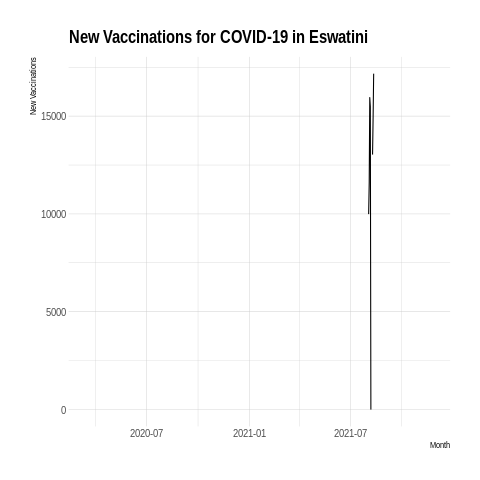 New Vaccinations for COVID-19 in Eswatini
New Vaccinations
15000
10000
5000
0
2020-07 2021-01 2021-07
Month